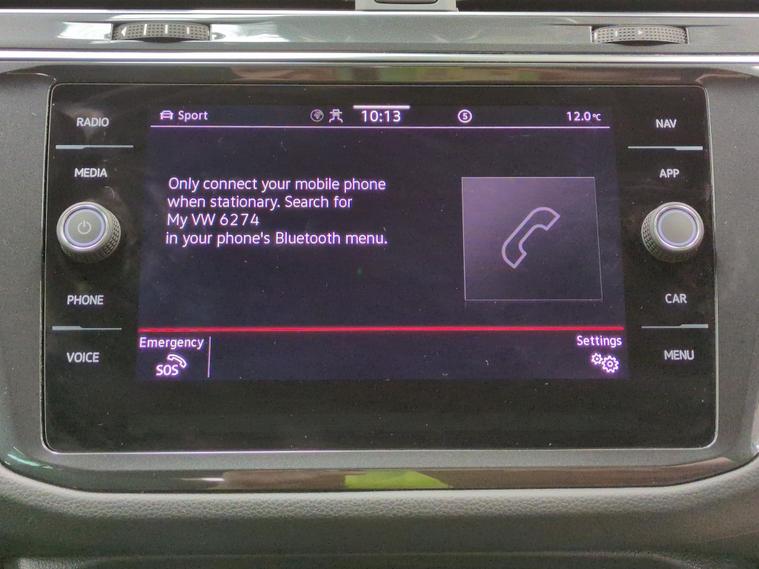 RADIO
MEDIA
PHONE
VOICE
Sport
10:13
S
12.0°C
Only connect your mobile phone
when stationary. Search for
My VW 6274
in your phone's Bluetooth menu.
Emergency
SOS
Settings
NAV
APP
CAR
MENU